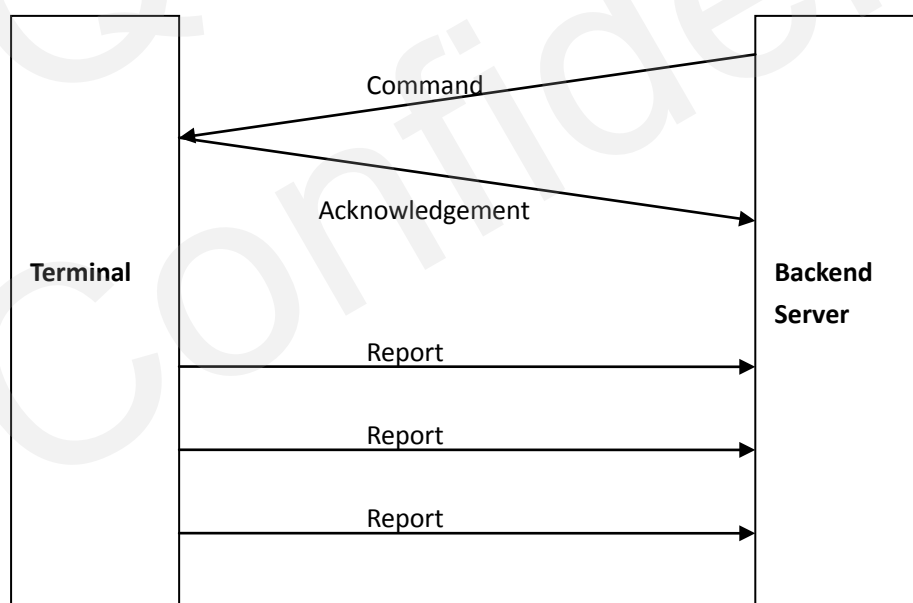 Command
Acknowledgement
Terminal
Backend
Server
Report
Report
Report